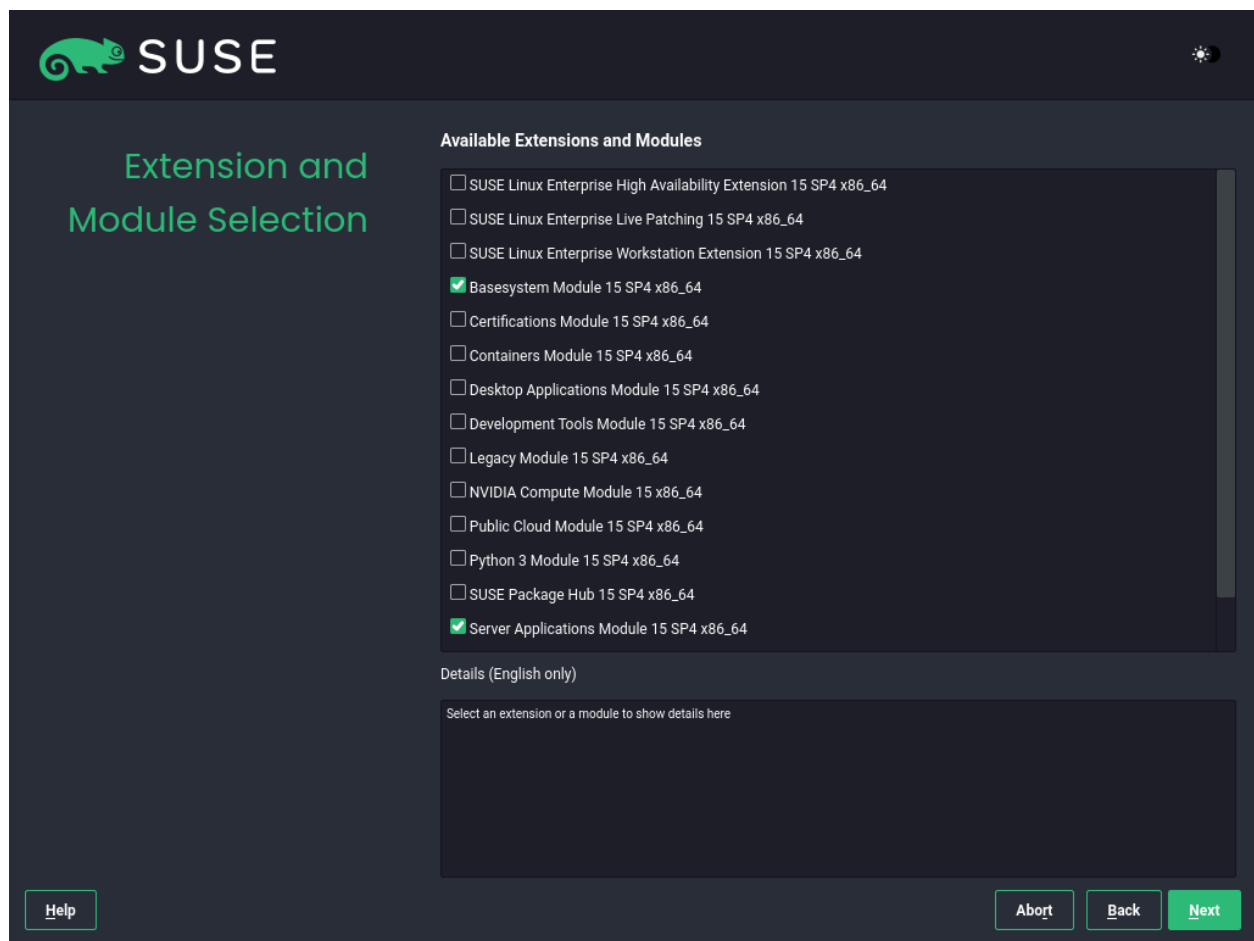 SUSE
Extension and
Module Selection
Available Extensions and Modules
SUSE Linux Enterprise High Availability Extension 15 SP4 x86_64
SUSE Linux Enterprise Live Patching 15 SP4 x86_64
SUSE Linux Enterprise Workstation Extension 15 SP4 x86_64
Basesystem Module 15 SP4 x86_64
Certifications Module 15 SP4 x86_64
Containers Module 15 SP4 x86_64
Desktop Applications Module 15 SP4 x86_64
Development Tools Module 15 SP4 x86_64
Legacy Module 15 SP4 x86_64
NVIDIA Compute Module 15 x86_64
Public Cloud Module 15 SP4 x86_64
Python 3 Module 15 SP4 x86_64
SUSE Package Hub 15 SP4 x86_64
Server Applications Module 15 SP4 x86_64
Details (English only)
Select an extension or a module to show details here
Help
Abort
Back
Next